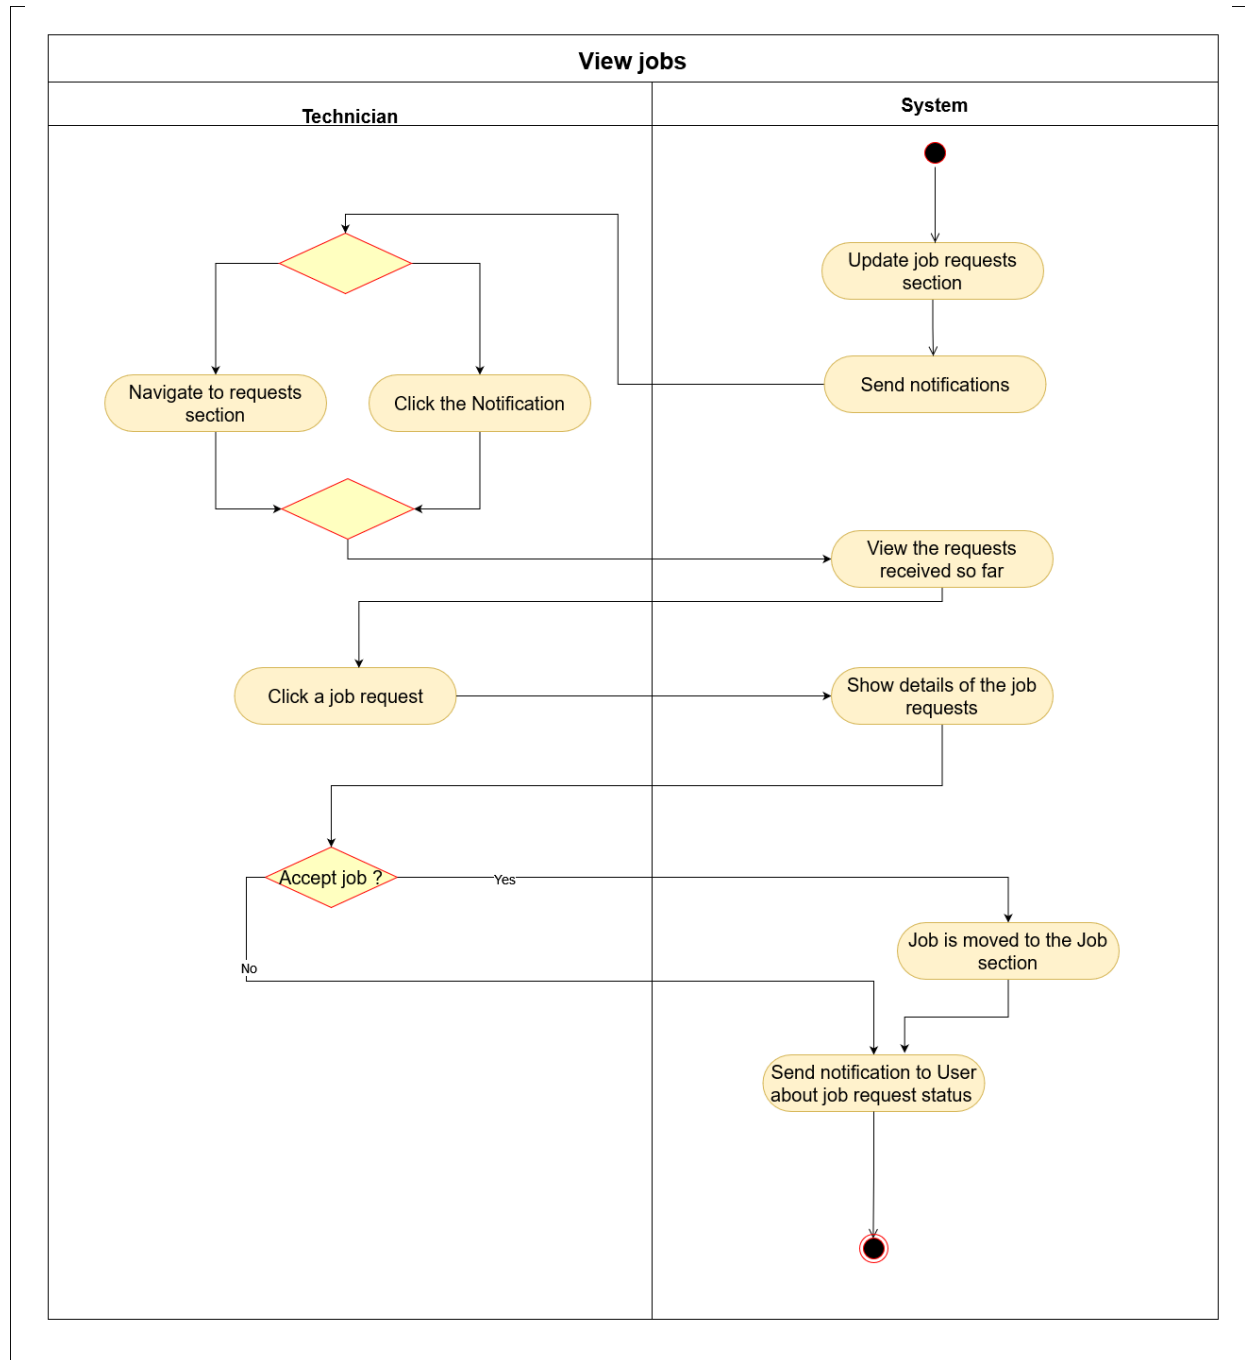 View jobs
Technician
System
Update job requests
section
Send notifications
Navigate to requests
section
Click the Notification
View the requests
received so far
Click a job request
Show details of the job
requests
Accept job ?
Yes
No
Job is moved to the Job
section
Send notification to User
about job request status